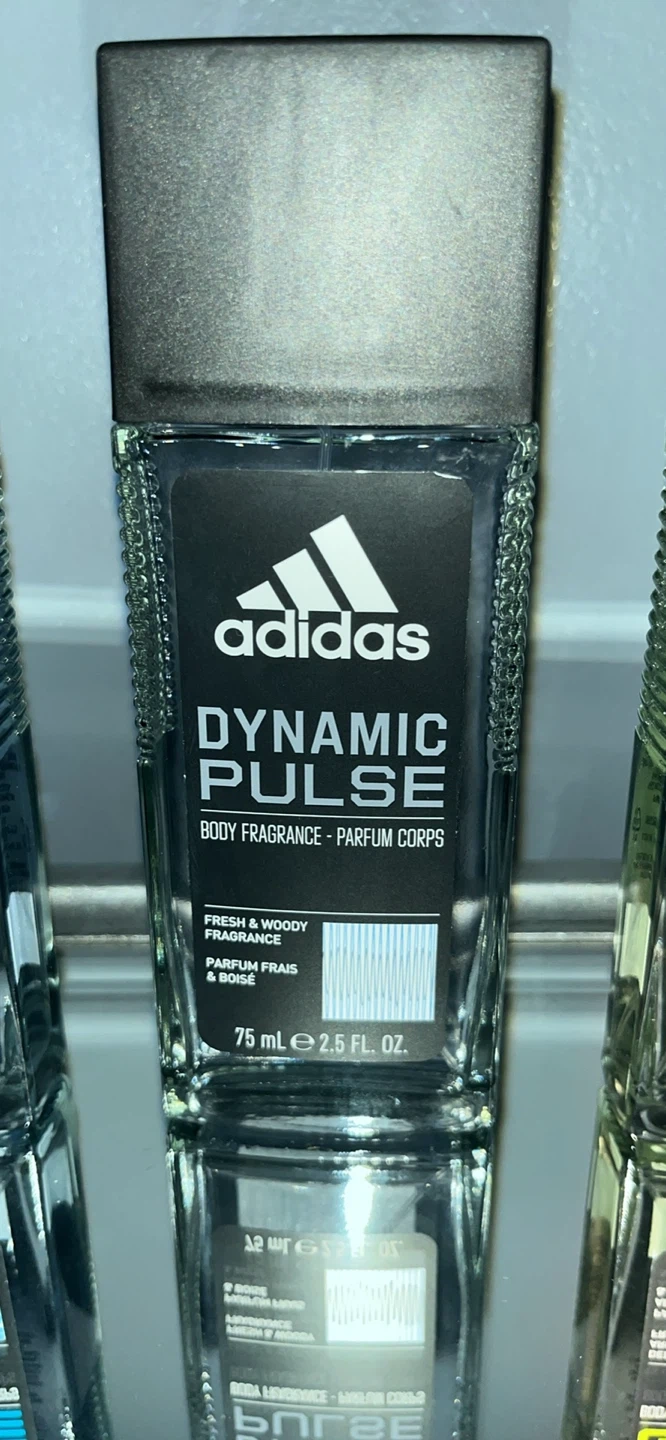 adidas
DYNAMIC
PULSE
BODY FRAGRANCE - PARFUM CORPS
FRESH & WOODY
FRAGRANCE
PARFUM FRAIS
& BOISÉ
75 mL ℮ 2.5 FL. OZ.